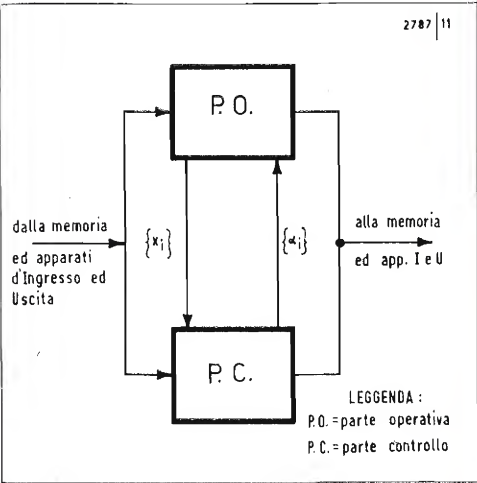 2787|11
P.O.
dalla memoria
ed apparati
d'Ingresso ed
Uscita
{xi}
{αi}
alla memoria
ed app. I e U
P.C.
LEGGENDA :
P.O.=parte operativa
P.C.=parte controllo